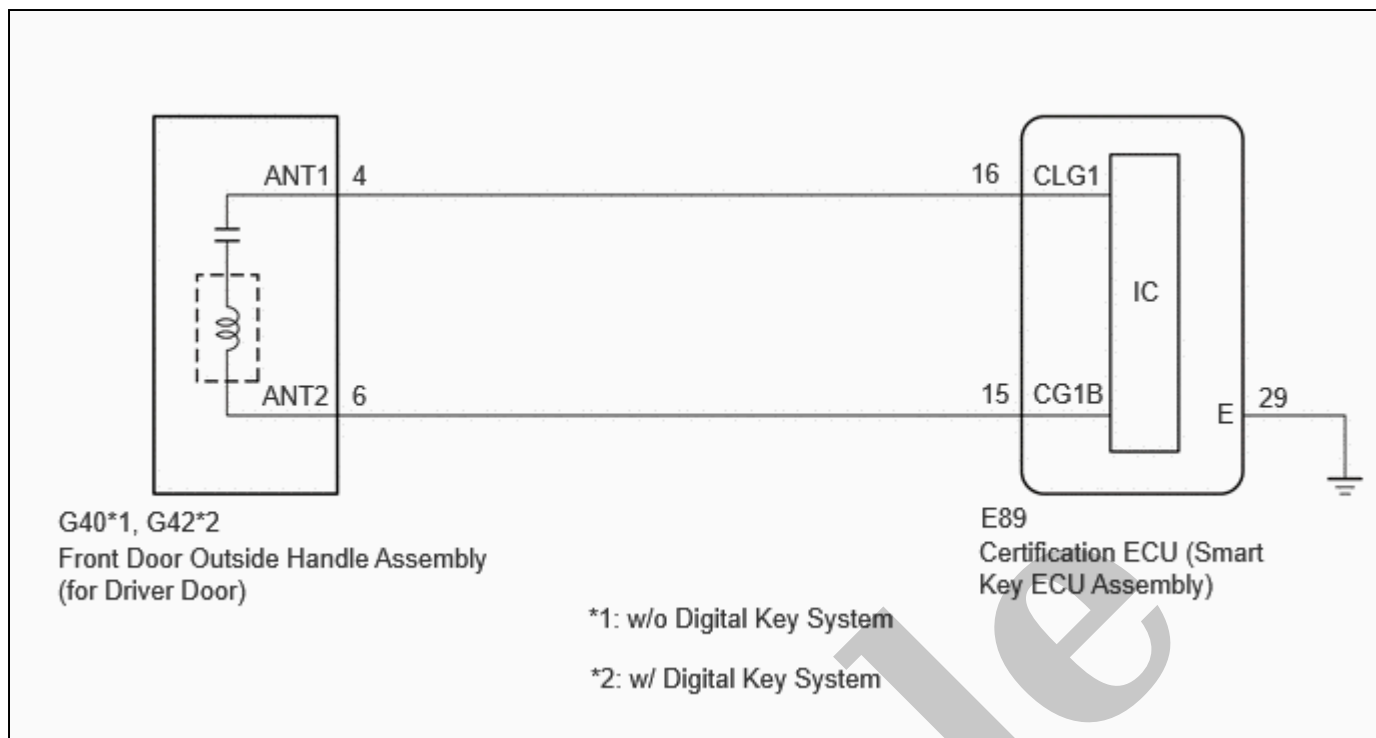 ANT1 4
16 CLG1
IC
ANT2 6
15 CG1B
E 29
G40*1, G42*2
Front Door Outside Handle Assembly
(for Driver Door)
E89
Certification ECU (Smart
Key ECU Assembly)
*1: w/o Digital Key System
*2: w/ Digital Key System
le